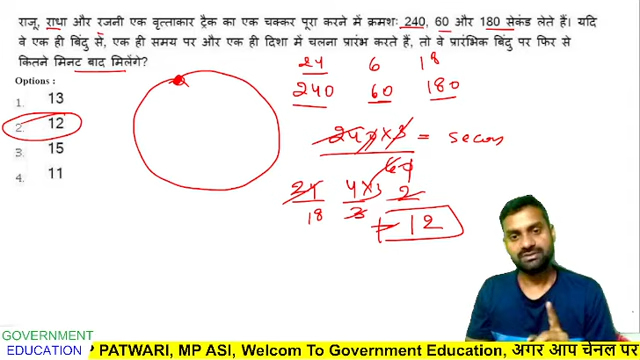 राजू, राधा और रजनी एक वृत्ताकार ट्रैक का एक चक्कर पूरा करने में क्रमशः 240, 60 और 180 सेकंड लेते हैं। यदि
वे एक ही बिंदु से, एक ही समय पर और एक ही दिशा में चलना प्रारंभ करते हैं, तो वे प्रारंभिक बिंदु पर फिर से
कितने मिनट बाद मिलेंगे?
Options :
1. 13
2. 12
3. 15
4. 11
24 6 18
240 60 180
= secon
24 4×3 2
18 3
12
GOVERNMENT
EDUCATION
PATWARI, MP ASI, Welcom To Government Education, अगर आप चेनल पर